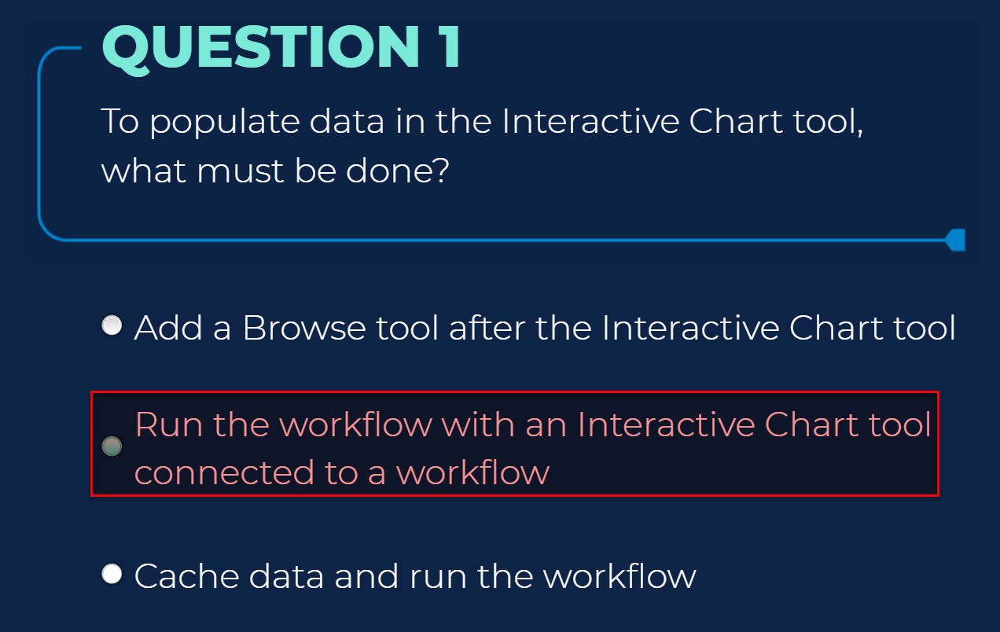 QUESTION 1
To populate data in the Interactive Chart tool,
what must be done?
Add a Browse tool after the Interactive Chart tool
Run the workflow with an Interactive Chart tool
connected to a workflow
Cache data and run the workflow